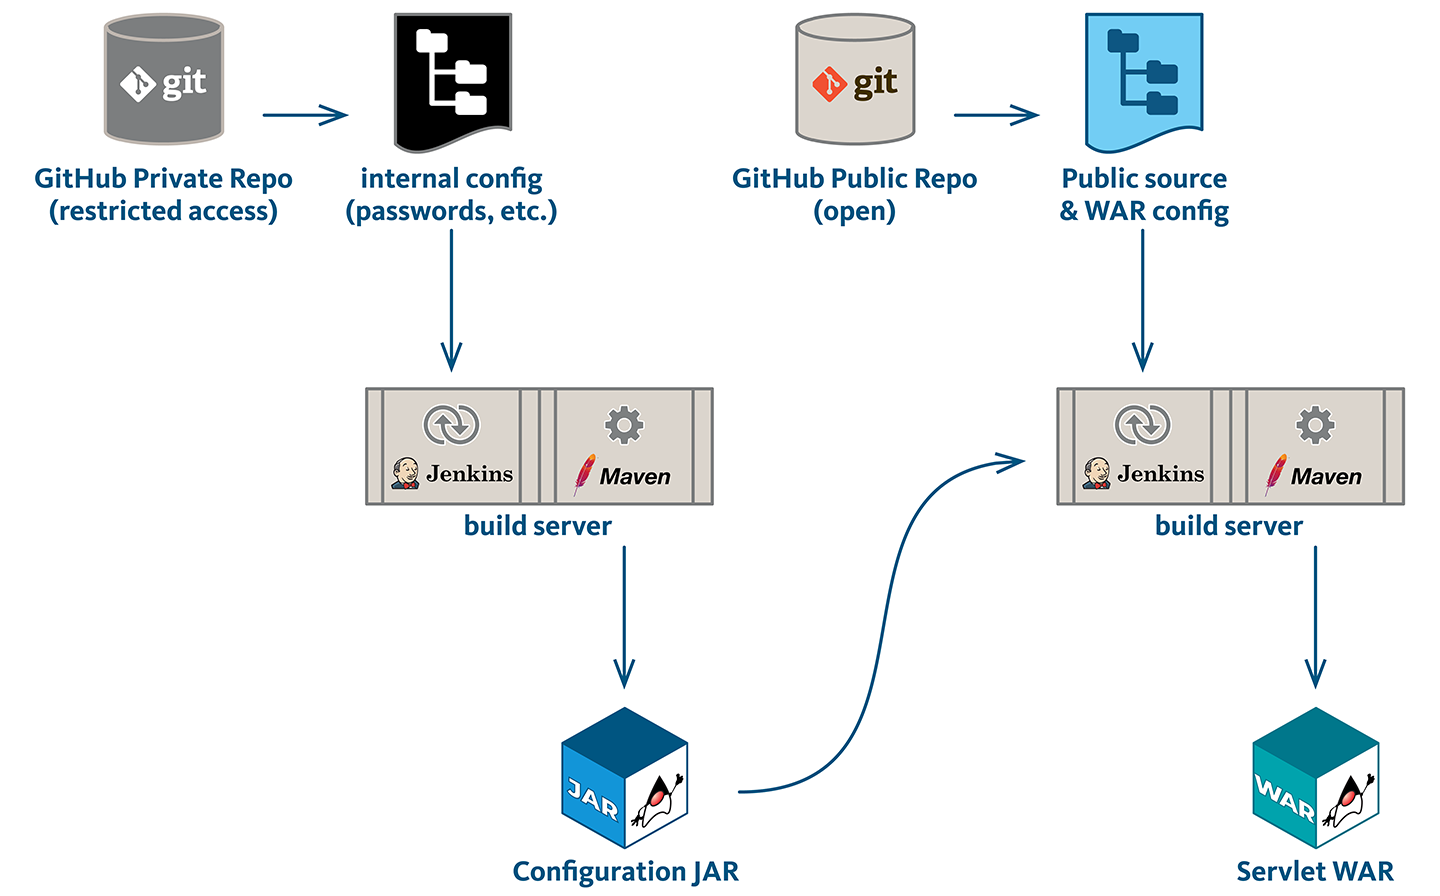 git
GitHub Private Repo
(restricted access)
internal config
(passwords, etc.)
git
GitHub Public Repo
(open)
Public source
& WAR config
Jenkins
Maven
build server
Jenkins
Maven
build server
JAR
Configuration JAR
WAR
Servlet WAR